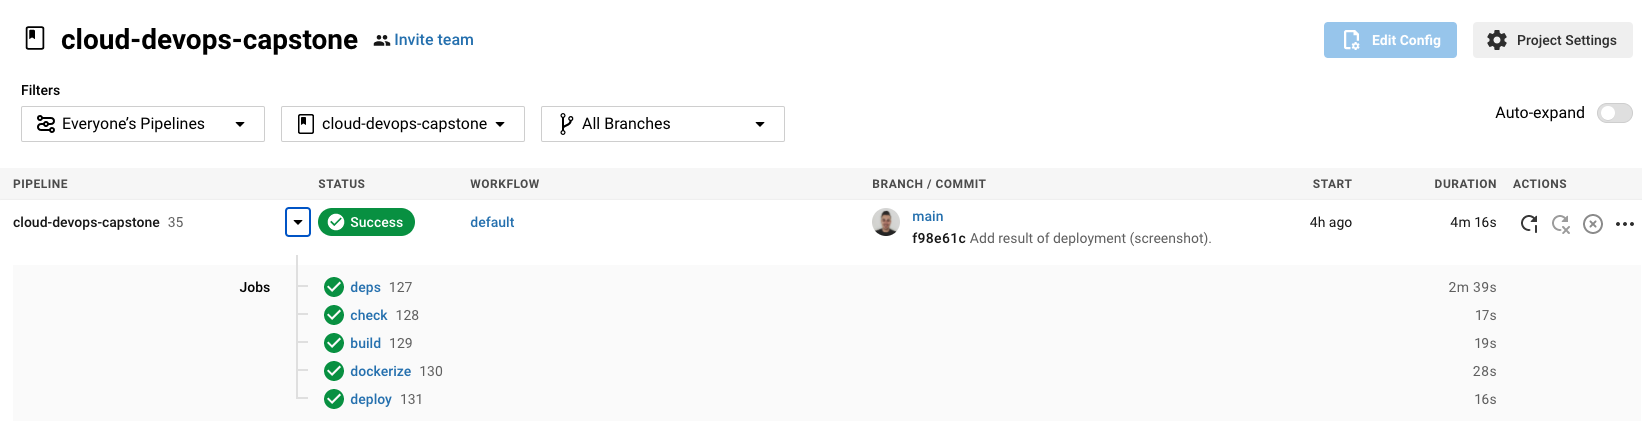 cloud-devops-capstone Invite team Edit Config Project Settings
Filters
Everyone’s Pipelines cloud-devops-capstone All Branches Auto-expand
PIPELINE STATUS WORKFLOW BRANCH / COMMIT START DURATION ACTIONS
cloud-devops-capstone 35 Success default main 4h ago 4m 16s
f98e61c Add result of deployment (screenshot).
Jobs deps 127 2m 39s
check 128 17s
build 129 19s
dockerize 130 28s
deploy 131 16s